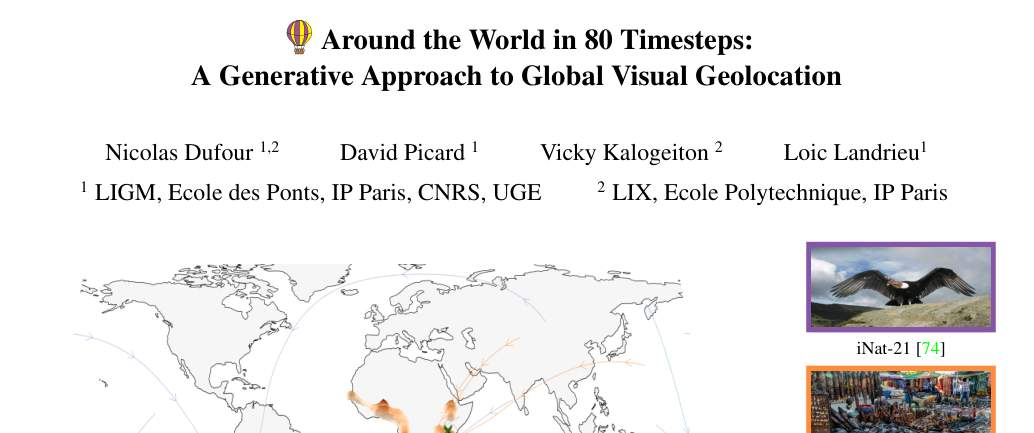 Around the World in 80 Timesteps:
A Generative Approach to Global Visual Geolocation
Nicolas Dufour 1,2 David Picard 1 Vicky Kalogeiton 2 Loic Landrieu1
1 LIGM, Ecole des Ponts, IP Paris, CNRS, UGE 2 LIX, Ecole Polytechnique, IP Paris
iNat-21 [74]